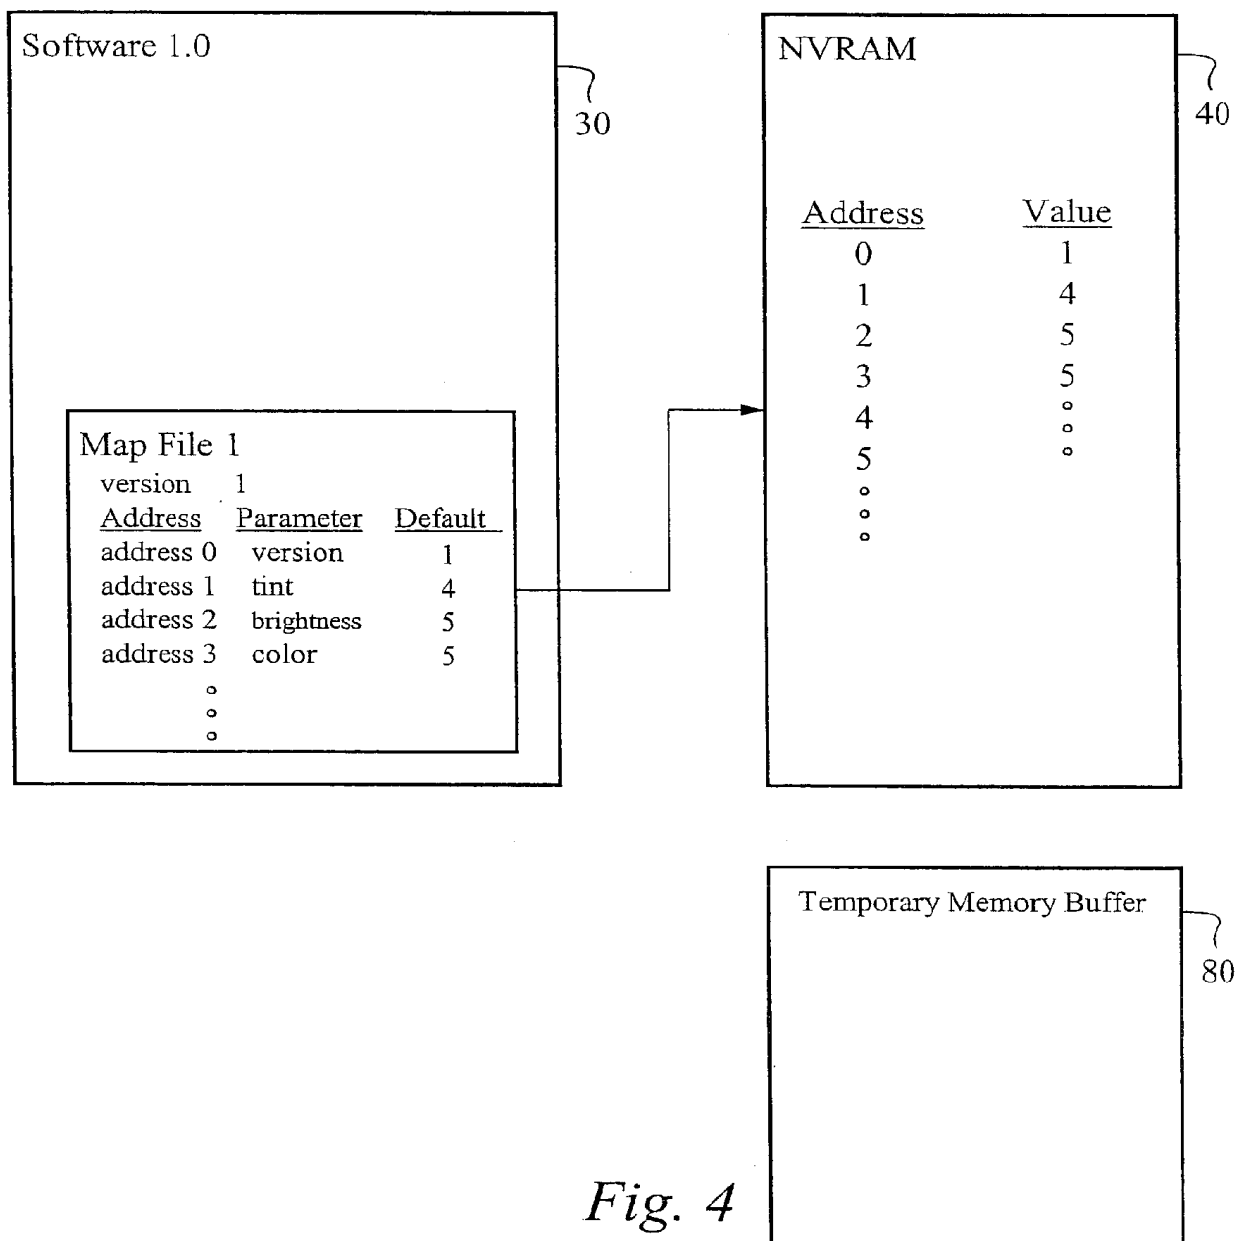 Software 1.0
30
Map File 1
version 1
Address Parameter Default
address 0 version 1
address 1 tint 4
address 2 brightness 5
address 3 color 5
NVRAM
40
Address Value
0 1
1 4
2 5
3 5
4
5
Temporary Memory Buffer
80
Fig. 4